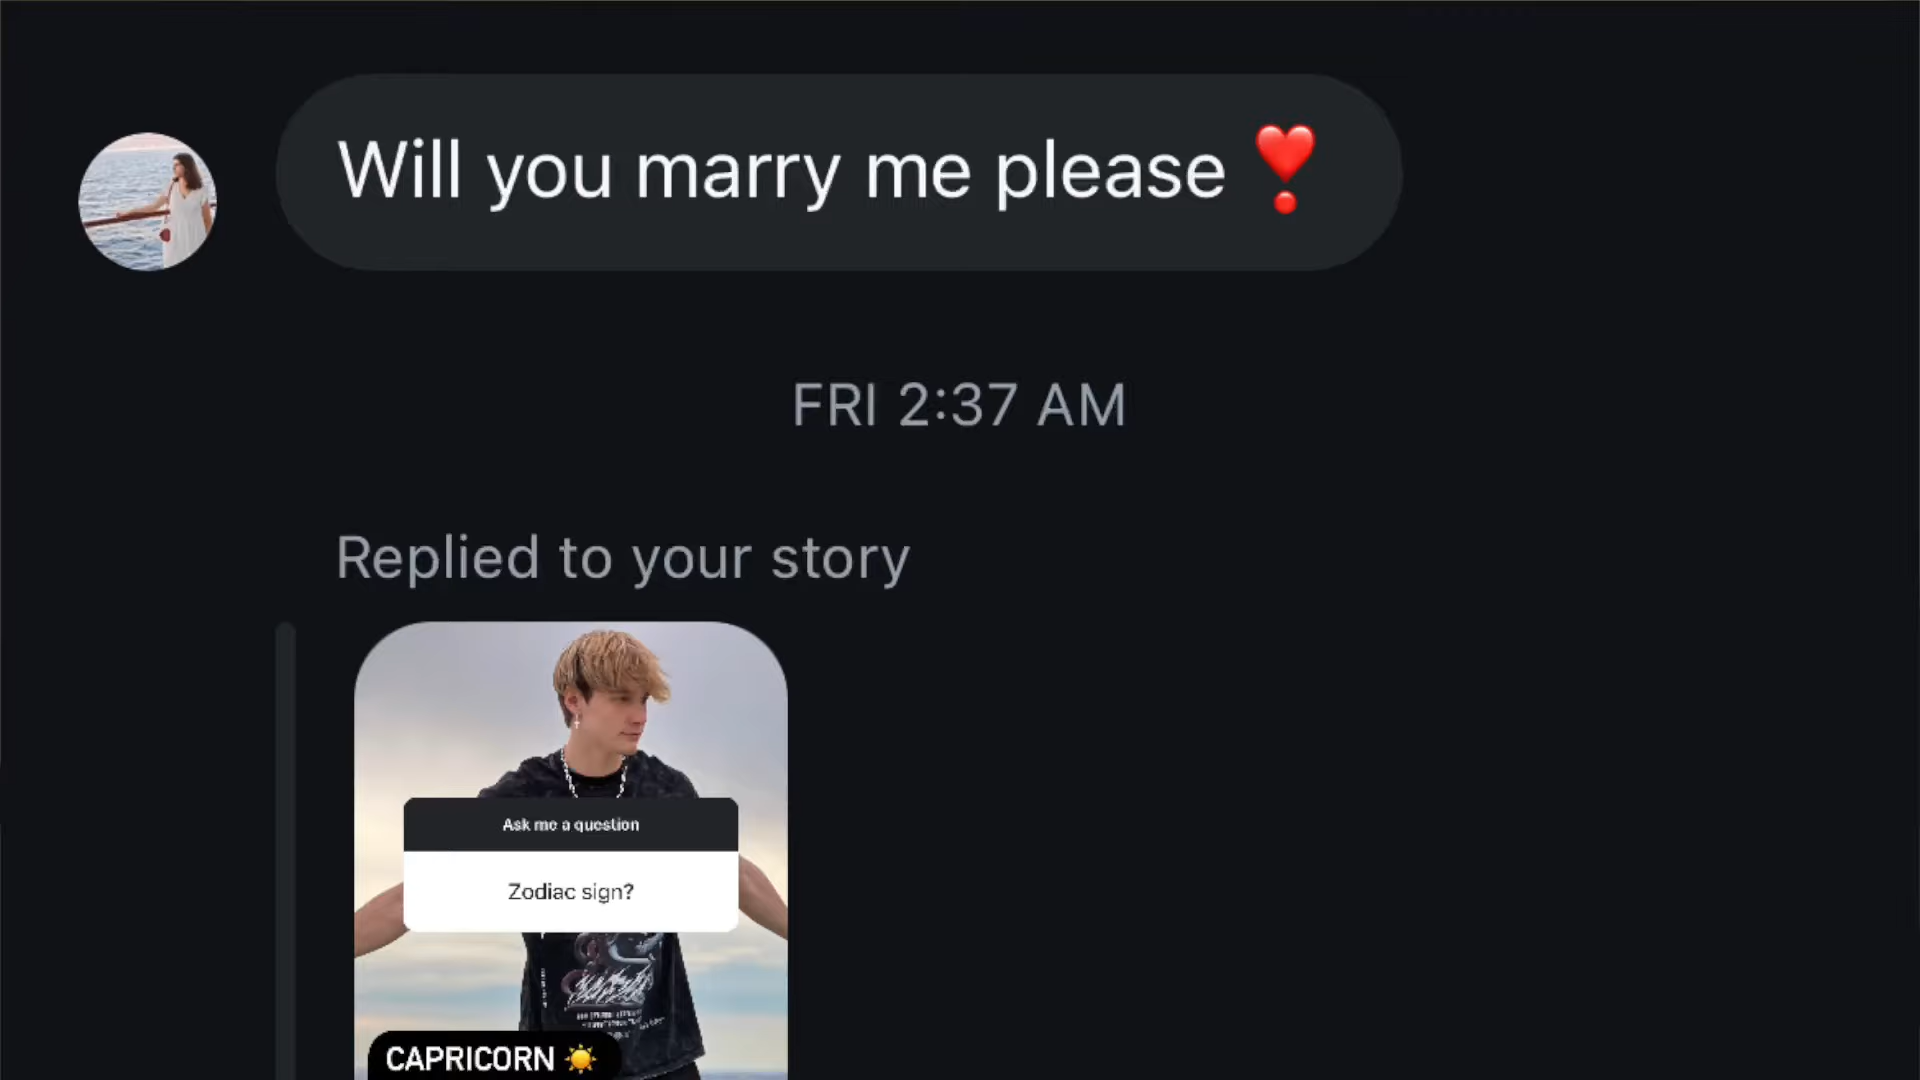 Will you marry me please ❣️
FRI 2:37 AM
Replied to your story
Ask me a question
Zodiac sign?
CAPRICORN ☀️